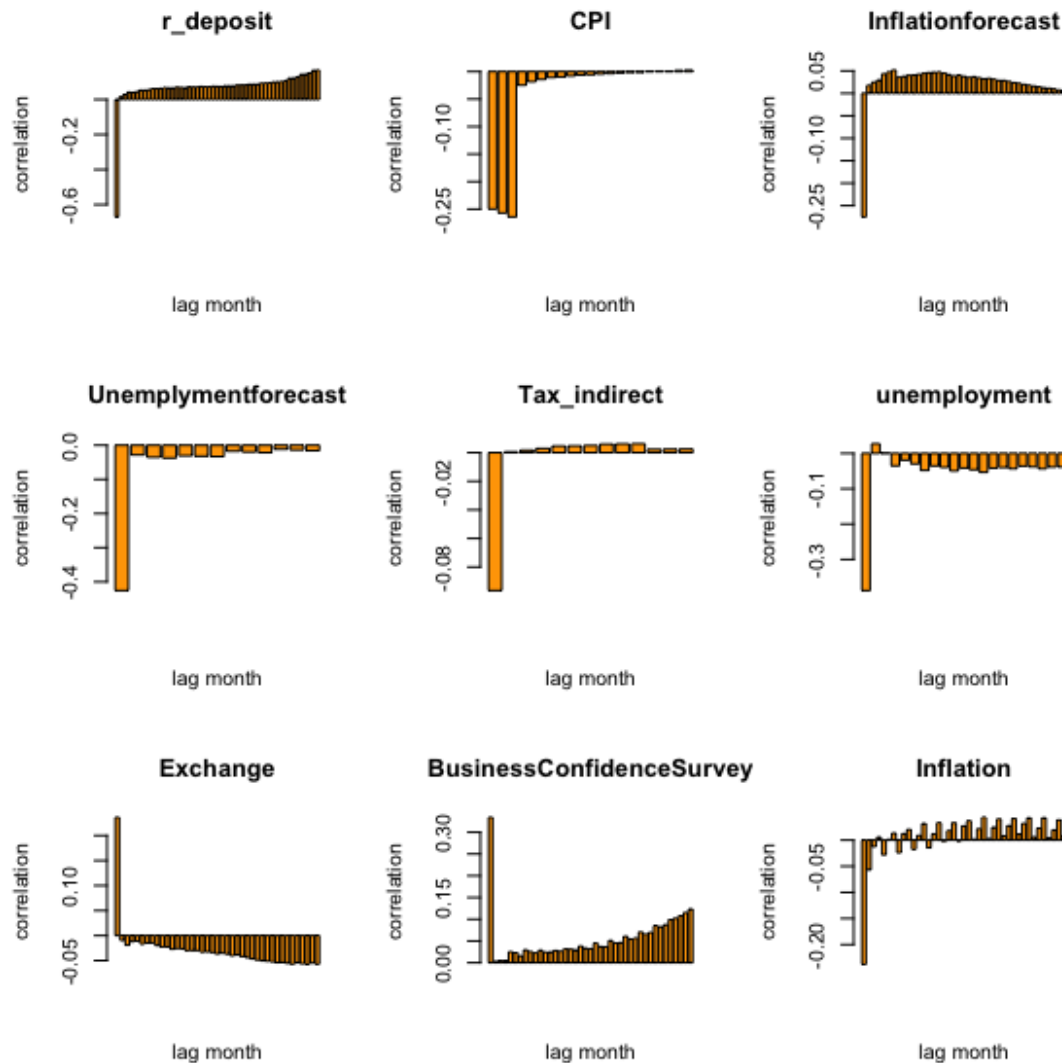 r_deposit
correlation
-0.2
-0.6
lag month
CPI
correlation
-0.10
-0.25
lag month
Inflationforecast
correlation
0.05
-0.10
-0.25
lag month
Unemplymentforecast
correlation
0.0
-0.2
-0.4
lag month
Tax_indirect
correlation
-0.02
-0.08
lag month
unemployment
correlation
-0.1
-0.3
lag month
Exchange
correlation
0.10
-0.05
lag month
BusinessConfidenceSurvey
correlation
0.30
0.15
0.00
lag month
Inflation
correlation
-0.05
-0.20
lag month